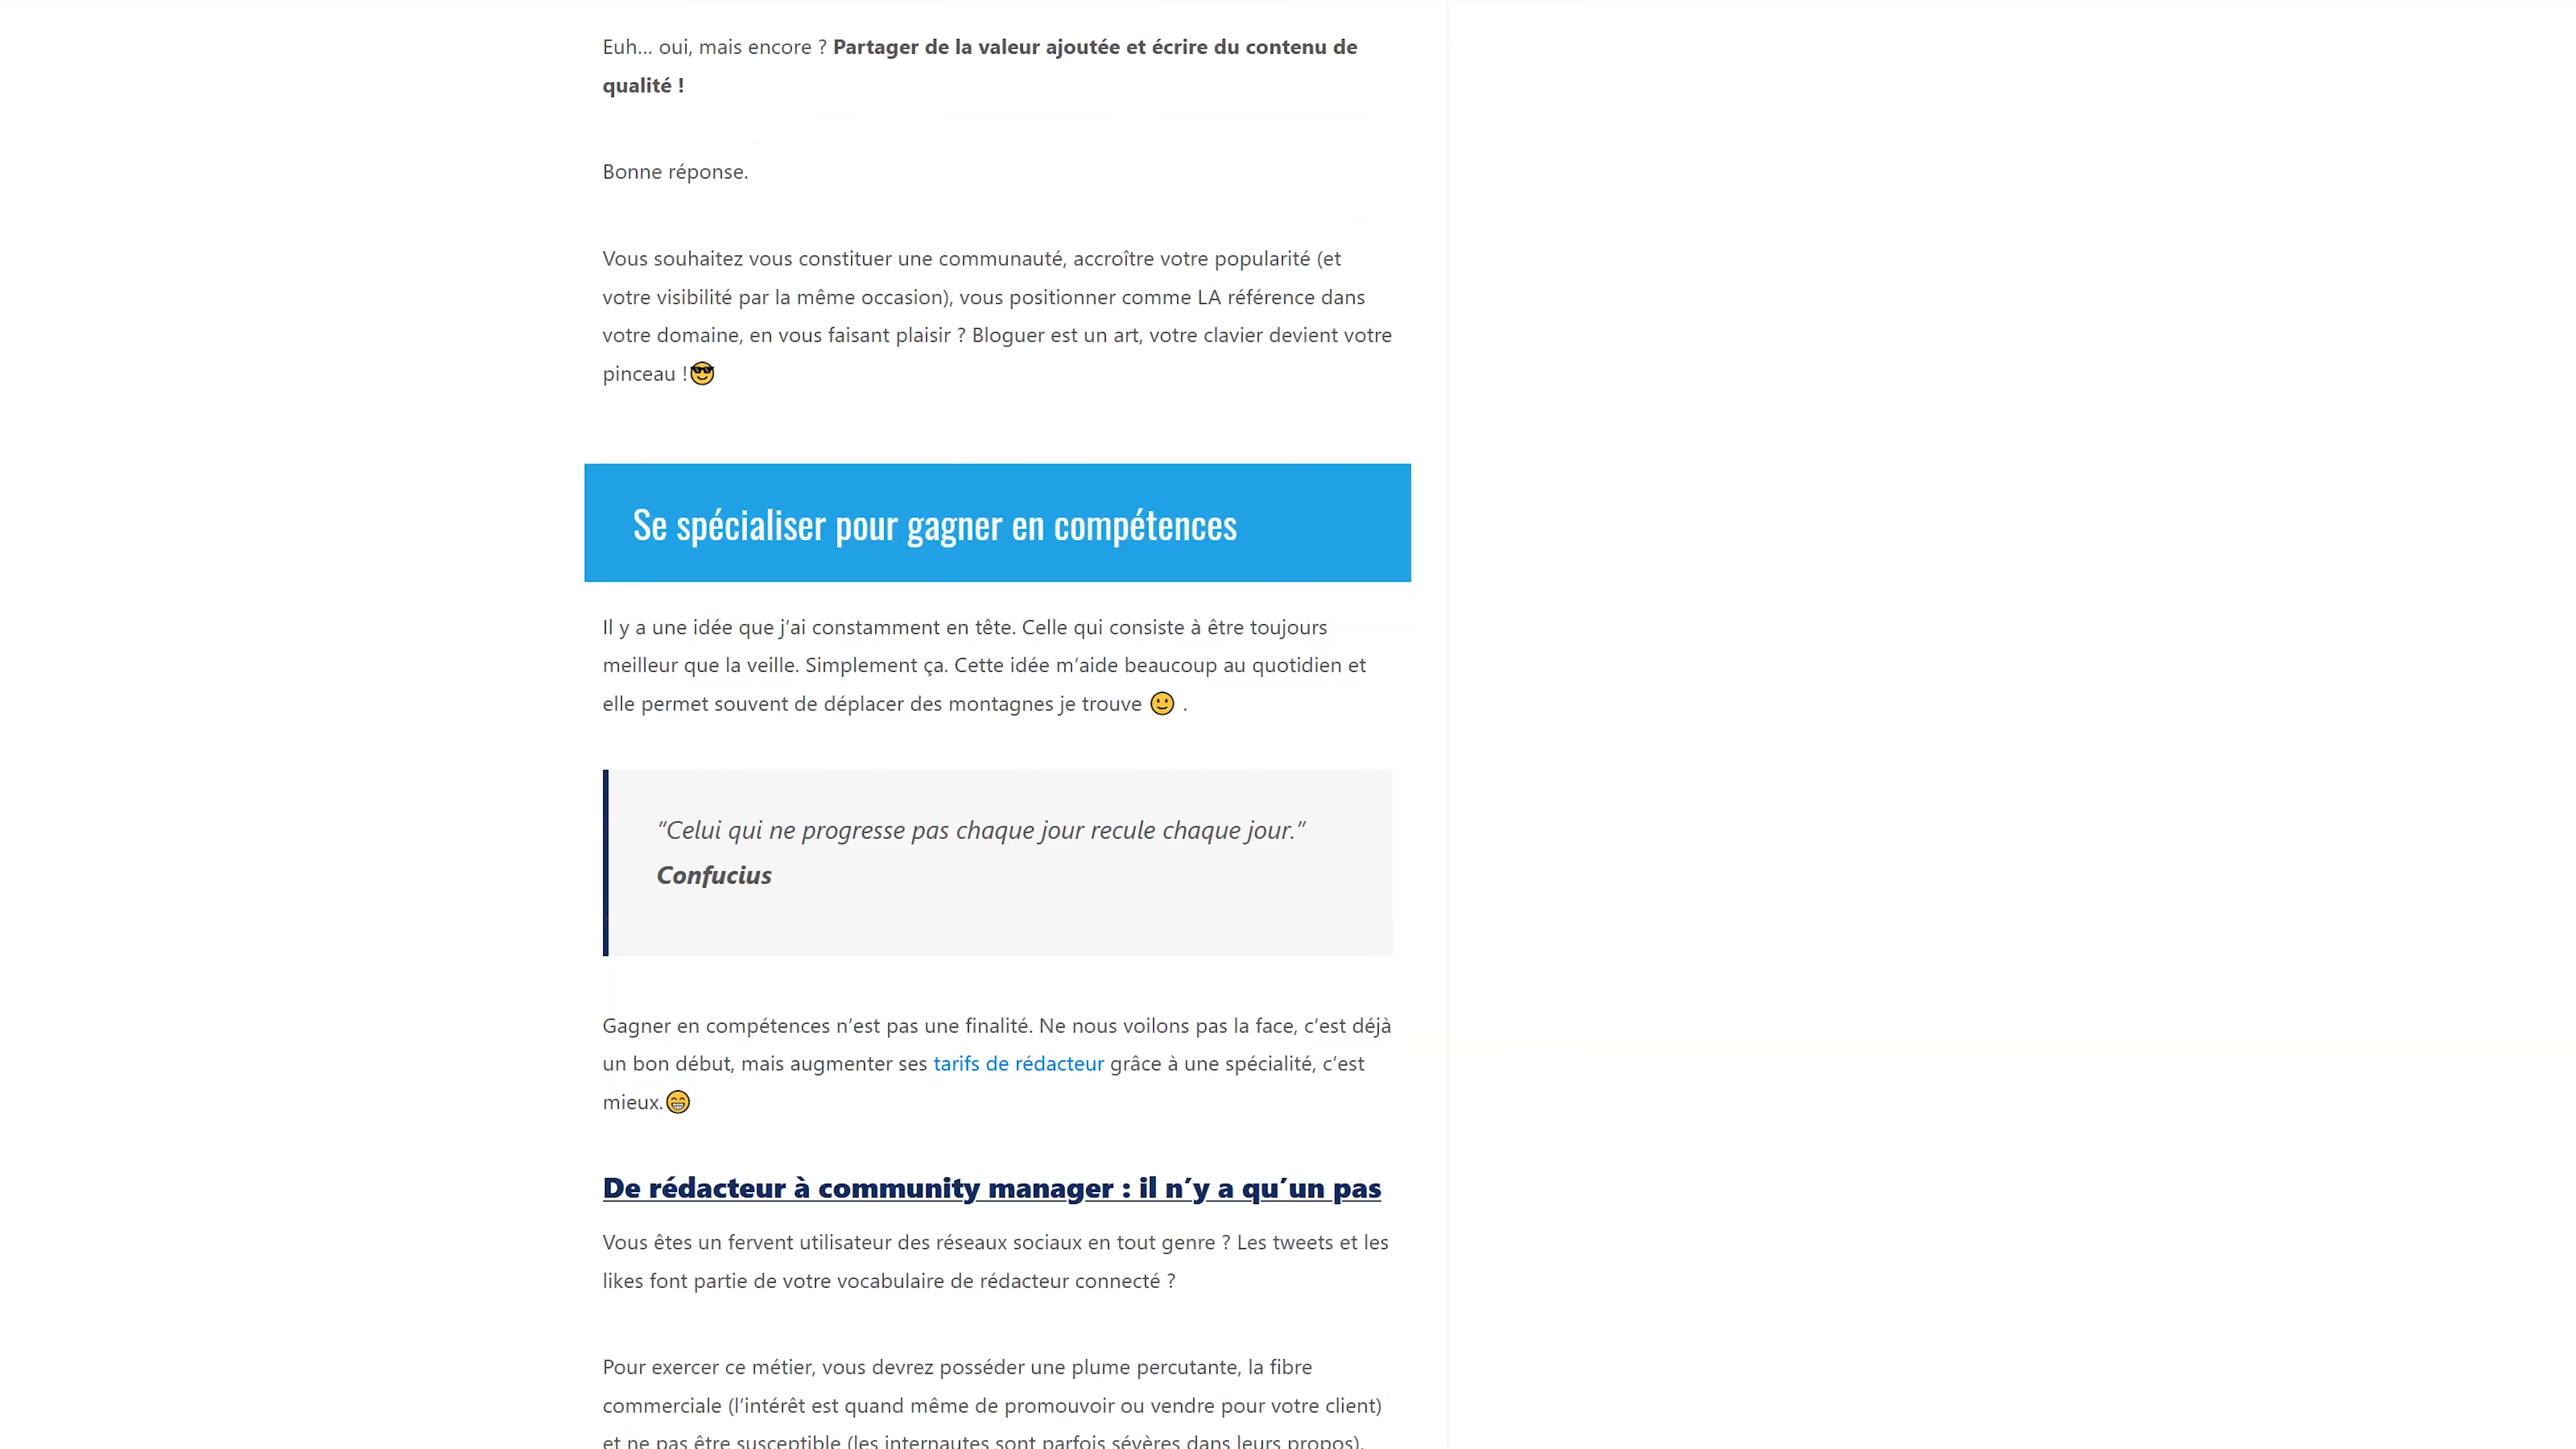 Euh… oui, mais encore ? Partager de la valeur ajoutée et écrire du contenu de
qualité !
Bonne réponse.
Vous souhaitez vous constituer une communauté, accroître votre popularité (et
votre visibilité par la même occasion), vous positionner comme LA référence dans
votre domaine, en vous faisant plaisir ? Bloguer est un art, votre clavier devient votre
pinceau !😎
Se spécialiser pour gagner en compétences
Il y a une idée que j’ai constamment en tête. Celle qui consiste à être toujours
meilleur que la veille. Simplement ça. Cette idée m’aide beaucoup au quotidien et
elle permet souvent de déplacer des montagnes je trouve 🙂 .
“Celui qui ne progresse pas chaque jour recule chaque jour.”
Confucius
Gagner en compétences n’est pas une finalité. Ne nous voilons pas la face, c’est déjà
un bon début, mais augmenter ses tarifs de rédacteur grâce à une spécialité, c’est
mieux.😁
De rédacteur à community manager : il n’y a qu’un pas
Vous êtes un fervent utilisateur des réseaux sociaux en tout genre ? Les tweets et les
likes font partie de votre vocabulaire de rédacteur connecté ?
Pour exercer ce métier, vous devrez posséder une plume percutante, la fibre
commerciale (l’intérêt est quand même de promouvoir ou vendre pour votre client)
et ne pas être susceptible (les internautes sont parfois sévères dans leurs propos).